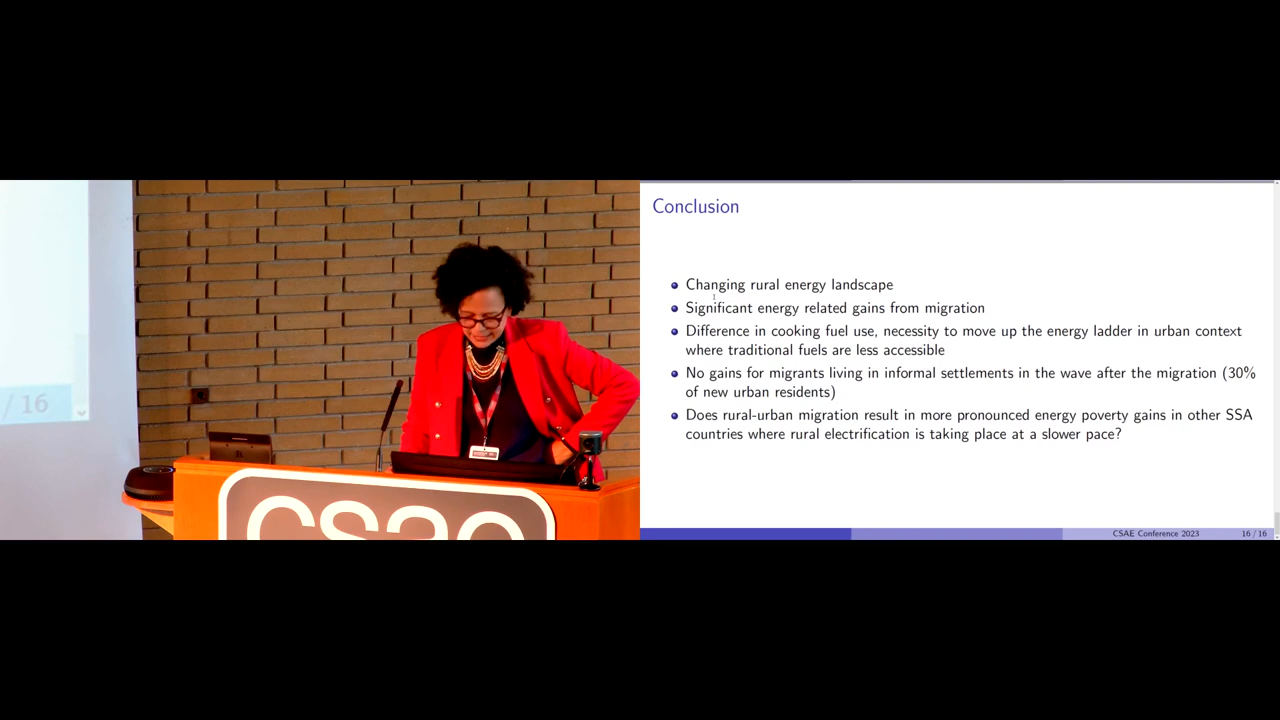 / 16
csae
Conclusion
Changing rural energy landscape
Significant energy related gains from migration
Difference in cooking fuel use, necessity to move up the energy ladder in urban context
where traditional fuels are less accessible
No gains for migrants living in informal settlements in the wave after the migration (30%
of new urban residents)
Does rural-urban migration result in more pronounced energy poverty gains in other SSA
countries where rural electrification is taking place at a slower pace?
CSAE Conference 2023
16 / 16